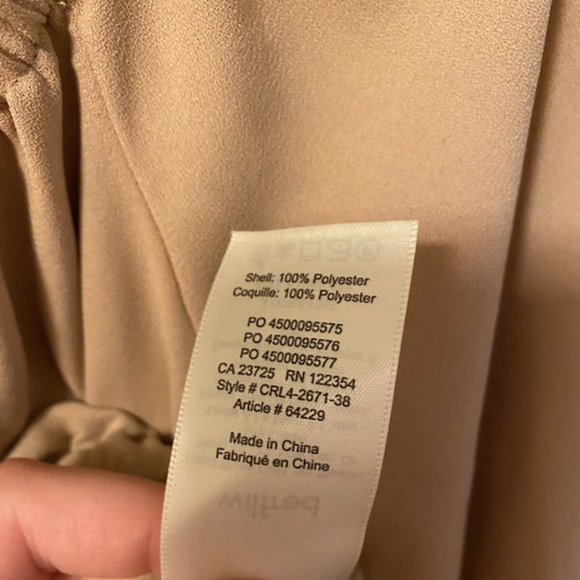 Shell: 100% Polyester
Coquille: 100% Polyester
PO 4500095575
PO 4500095576
PO 4500095577
CA 23725 RN 122354
Style # CRL4-2671-38
Article # 64229
Made in China
Fabriqué en Chine
wilfred